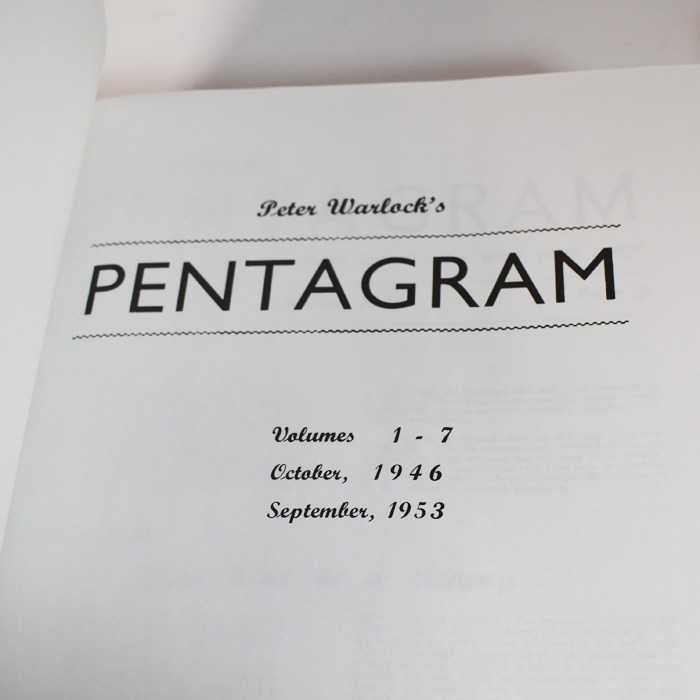 Peter Warlock's
PENTAGRAM
Volumes 1 - 7
October, 1946
September, 1953